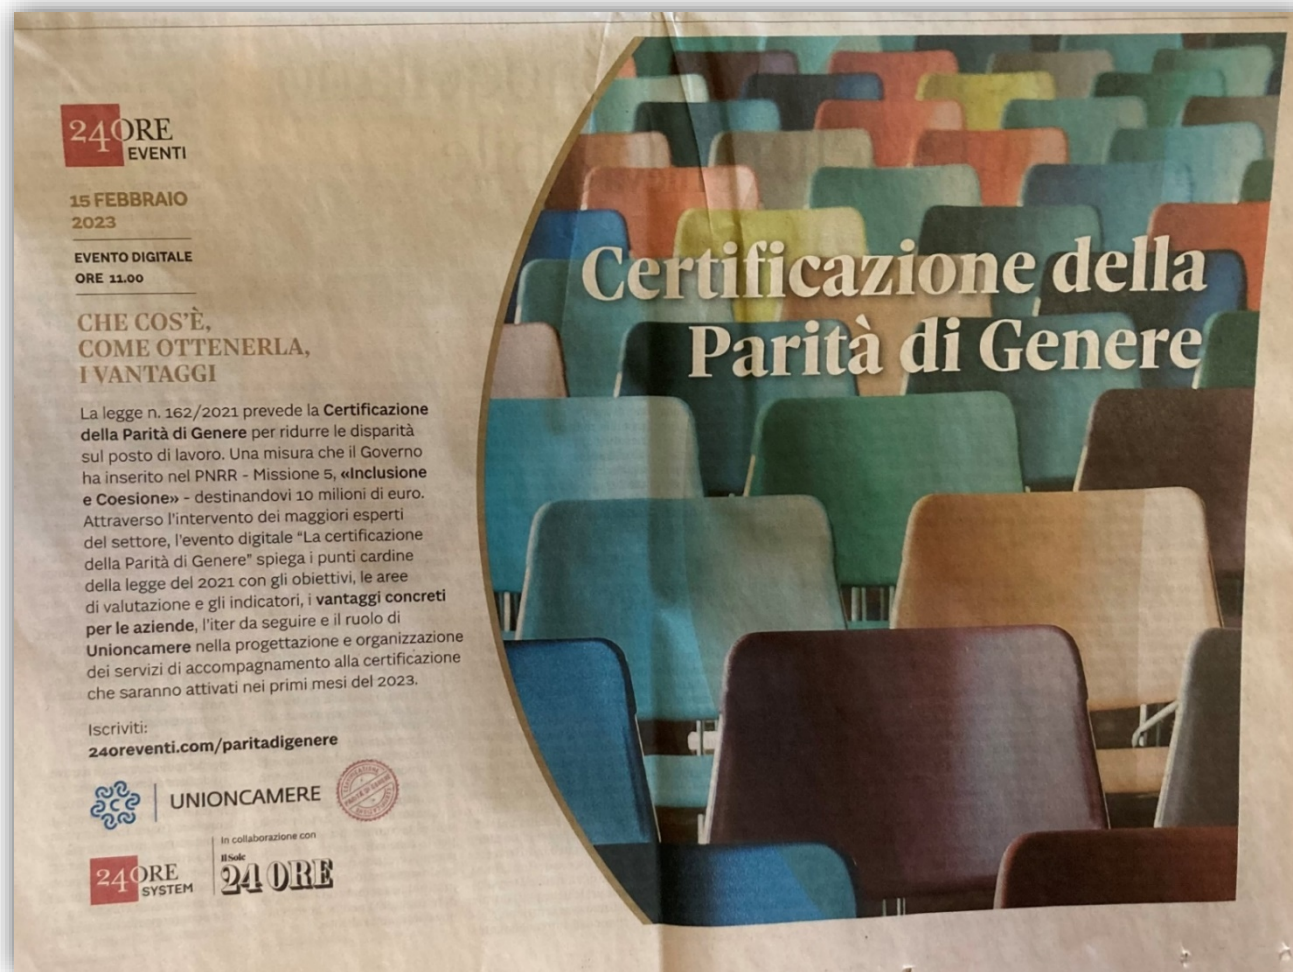 24ORE
EVENTI
15 FEBBRAIO
2023
EVENTO DIGITALE
ORE 11.00
CHE COS'È,
COME OTTENERLA,
I VANTAGGI
La legge n. 162/2021 prevede la Certificazione
della Parità di Genere per ridurre le disparità
sul posto di lavoro. Una misura che il Governo
ha inserito nel PNRR - Missione 5, «Inclusione
e Coesione» - destinandovi 10 milioni di euro.
Attraverso l'intervento dei maggiori esperti
del settore, l'evento digitale "La certificazione
della Parità di Genere" spiega i punti cardine
della legge del 2021 con gli obiettivi, le aree
di valutazione e gli indicatori, i vantaggi concreti
per le aziende, l'iter da seguire e il ruolo di
Unioncamere nella progettazione e organizzazione
dei servizi di accompagnamento alla certificazione
che saranno attivati nei primi mesi del 2023.
Iscriviti:
24oreventi.com/paritadigenere
UNIONCAMERE
PARITÀ DI GENERE
24ORE
SYSTEM
In collaborazione con
Il Sole
24 ORE
Certificazione della
Parità di Genere